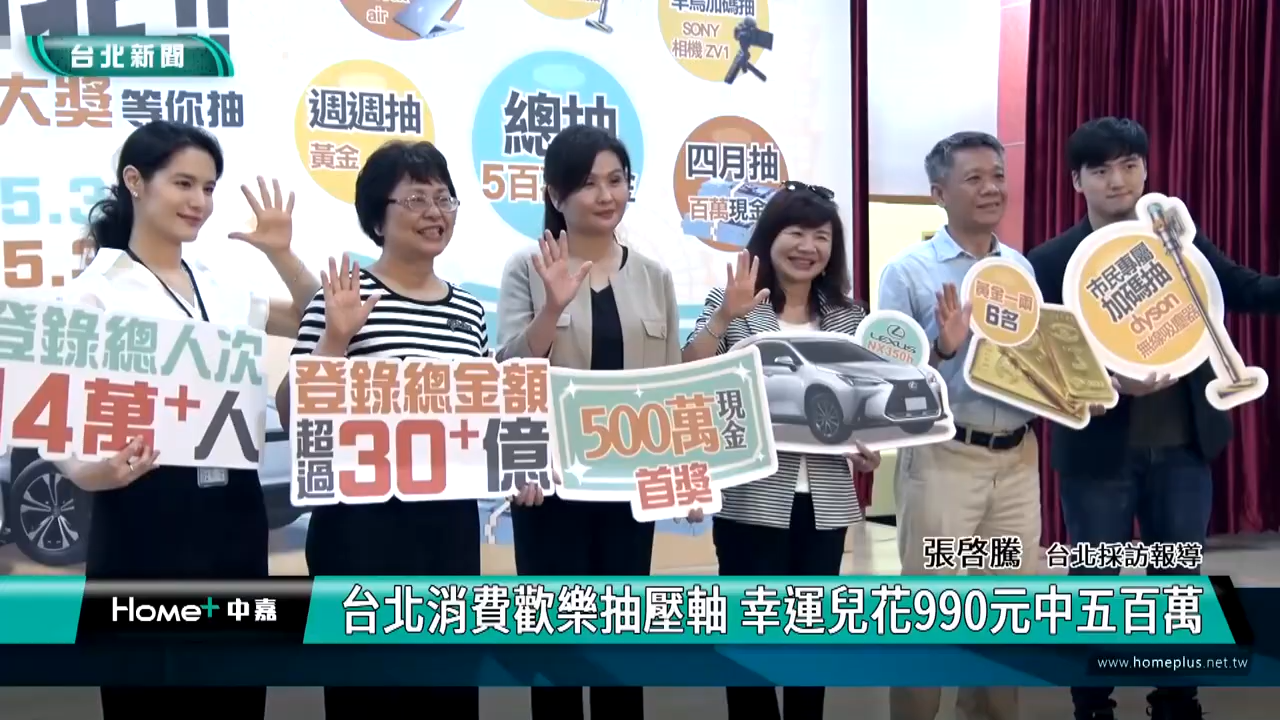 air
加碼抽
SONY
相機 ZV1
台北新聞
大獎 等你抽
週週抽
黃金
總抽
5百
四月抽
百萬現金
5.3
5.
登錄總人次
14萬+人
登錄總金額
超過30+億
500萬現金
首獎
LEXUS
NX350h
黃金一兩
6名
市民專屬
加碼抽
dyson
無線吸塵器
張啓騰 台北採訪報導
Home+ 中嘉
台北消費歡樂抽壓軸 幸運兒花990元中五百萬
www.homeplus.net.tw